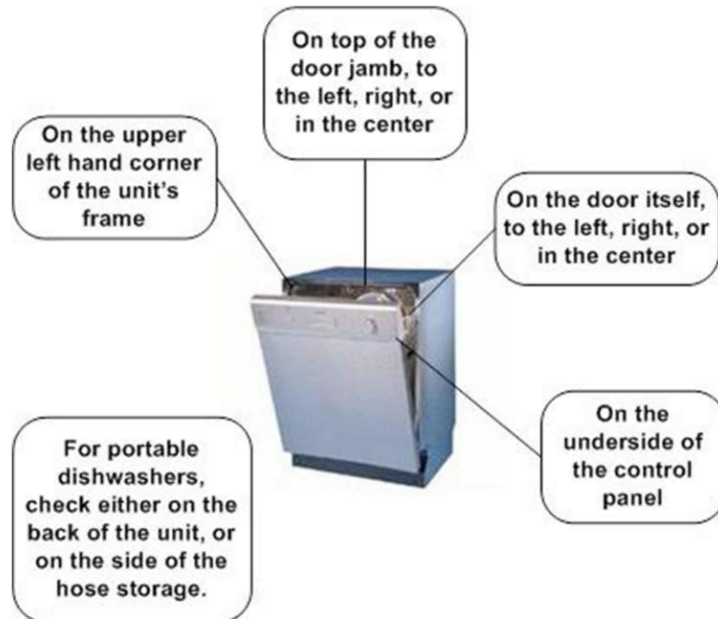 On top of the
door jamb, to
the left, right, or
in the center
On the upper
left hand corner
of the unit's
frame
On the door itself,
to the left, right, or
in the center
On the
underside of
the control
panel
For portable
dishwashers,
check either on the
back of the unit, or
on the side of the
hose storage.